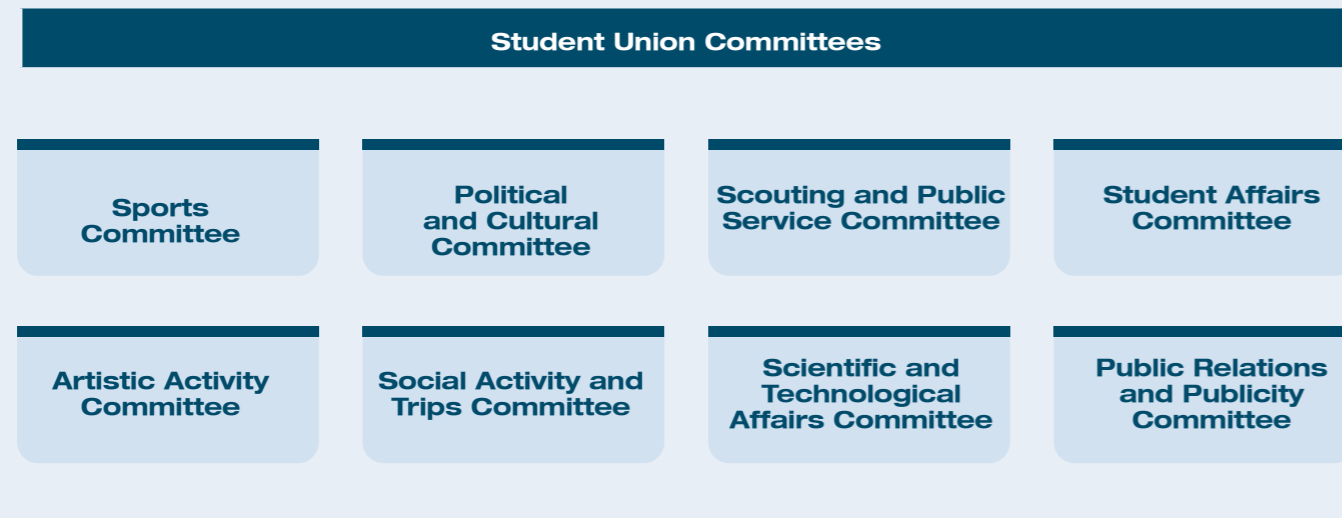 Student Union Committees
Sports
Committee
Political
and Cultural
Committee
Scouting and Public
Service Committee
Student Affairs
Committee
Artistic Activity
Committee
Social Activity and
Trips Committee
Scientific and
Technological
Affairs Committee
Public Relations
and Publicity
Committee